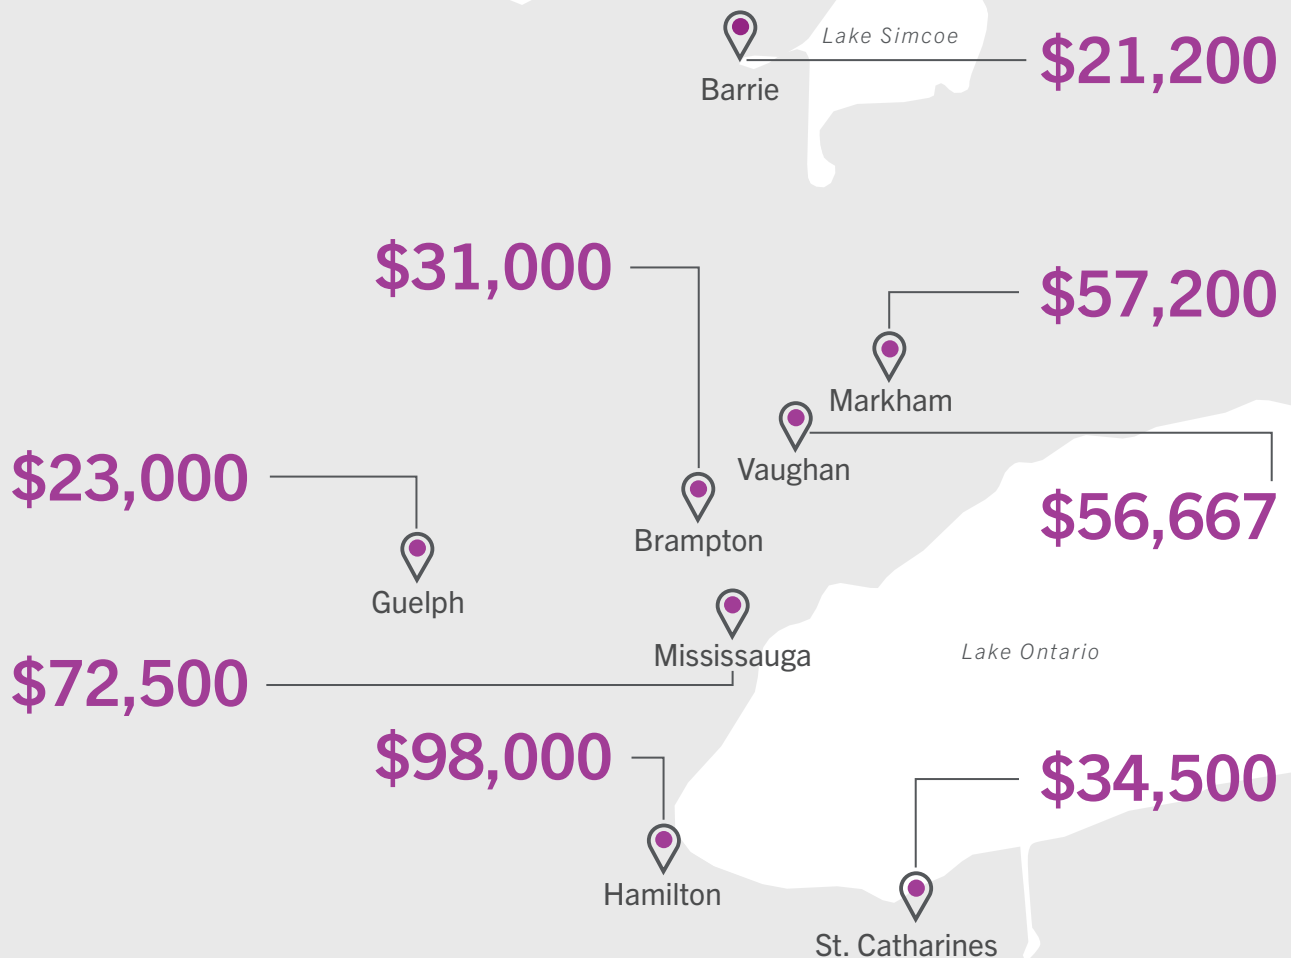 Lake Simcoe
$21,200
Barrie
$31,000
$57,200
Markham
Vaughan
$23,000
$56,667
Brampton
Guelph
Mississauga
Lake Ontario
$72,500
$98,000
$34,500
Hamilton
St. Catharines